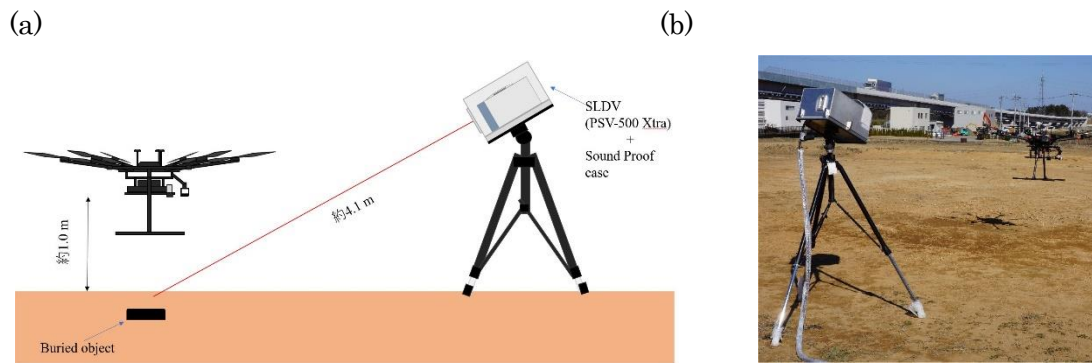 (a)
(b)
SLDV
(PSV-500 Xtra)
+
Sound Proof
case
約4.1 m
約1.0 m
Buried object